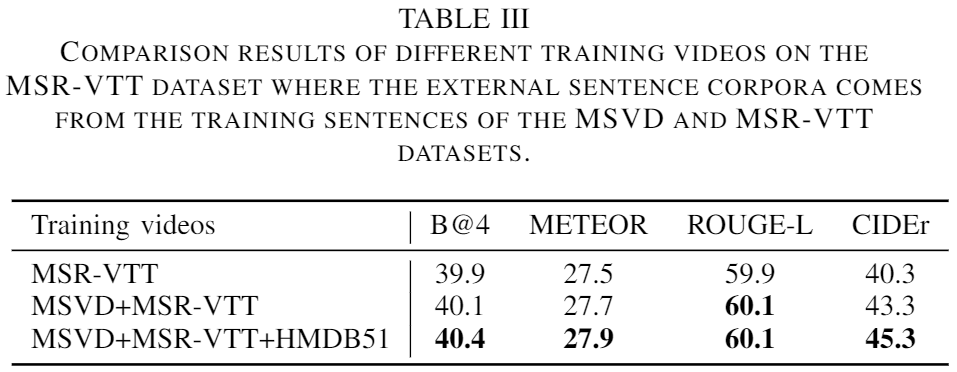 TABLE III
COMPARISON RESULTS OF DIFFERENT TRAINING VIDEOS ON THE
MSR-VTT DATASET WHERE THE EXTERNAL SENTENCE CORPORA COMES
FROM THE TRAINING SENTENCES OF THE MSVD AND MSR-VTT
DATASETS.
Training videos B@4 METEOR ROUGE-L CIDEr
MSR-VTT 39.9 27.5 59.9 40.3
MSVD+MSR-VTT 40.1 27.7 60.1 43.3
MSVD+MSR-VTT+HMDB51 40.4 27.9 60.1 45.3